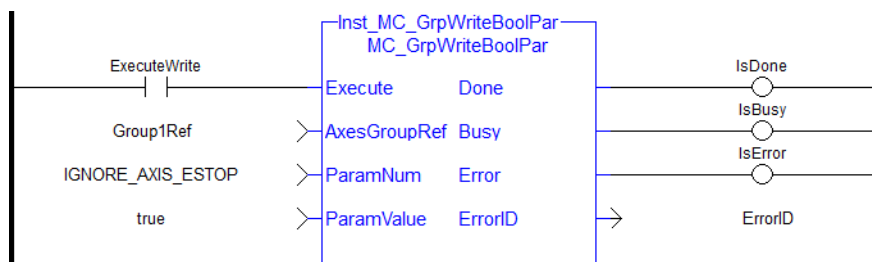 Inst_MC_GrpWriteBoolPar
MC_GrpWriteBoolPar
ExecuteWrite Execute Done IsDone
Group1Ref AxesGroupRef Busy IsBusy
IGNORE_AXIS_ESTOP ParamNum Error IsError
true ParamValue ErrorID ErrorID